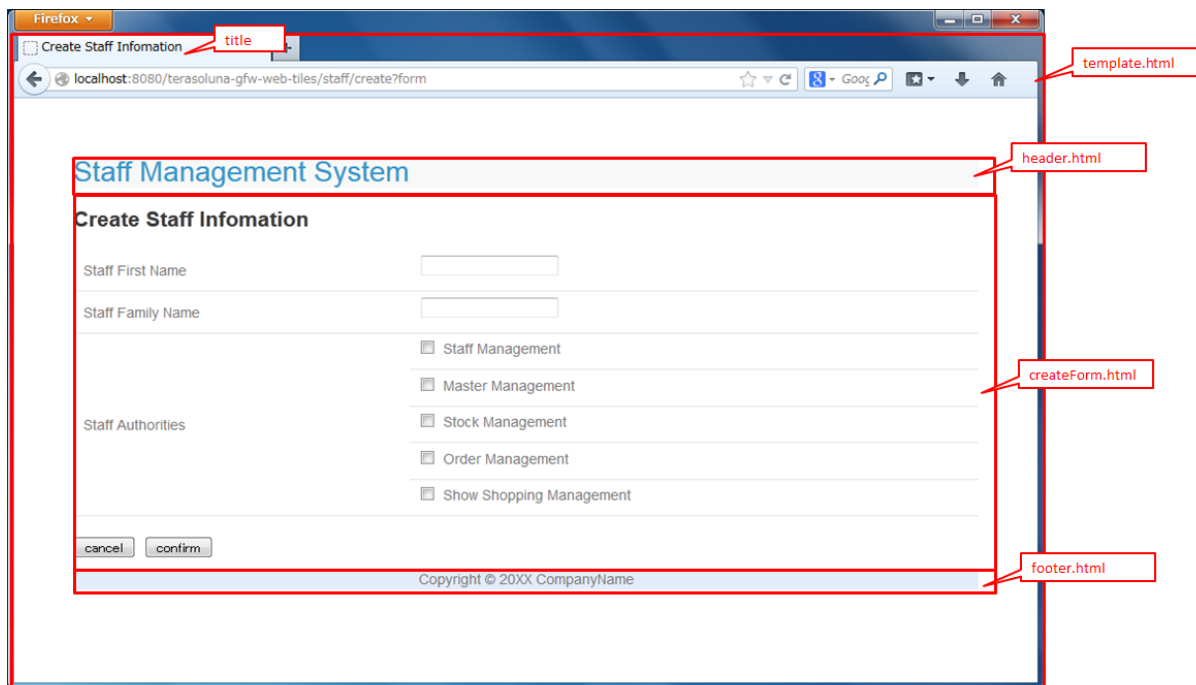 Firefox
Create Staff Infomation
title
localhost:8080/terasoluna-gfw-web-tiles/staff/create?form
Goog
template.html
header.html
Staff Management System
Create Staff Infomation
Staff First Name
Staff Family Name
Staff Management
Master Management
createForm.html
Staff Authorities
Stock Management
Order Management
Show Shopping Management
cancel confirm
footer.html
Copyright © 20XX CompanyName